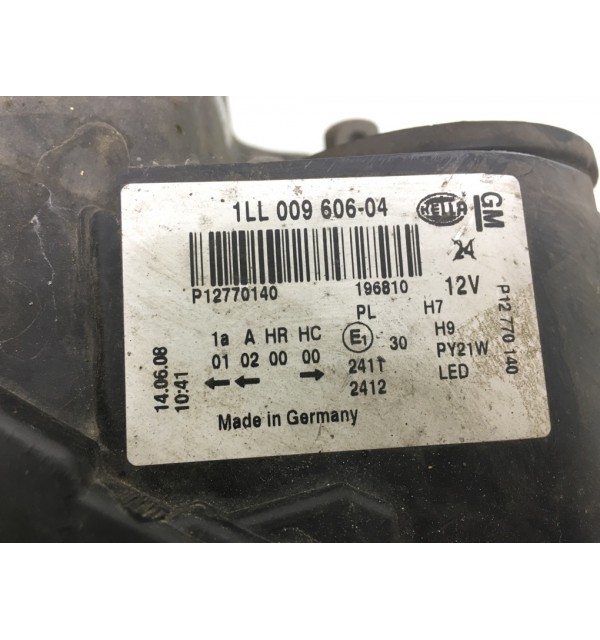 1LL 009 606-04
HELLA
GM
P12770140 196810
24
12V
P12 770 140
14.06.08
10:41
1a A HR HC
01 02 00 00
PL
E1 30
2411
2412
H7
H9
PY21W
LED
Made in Germany